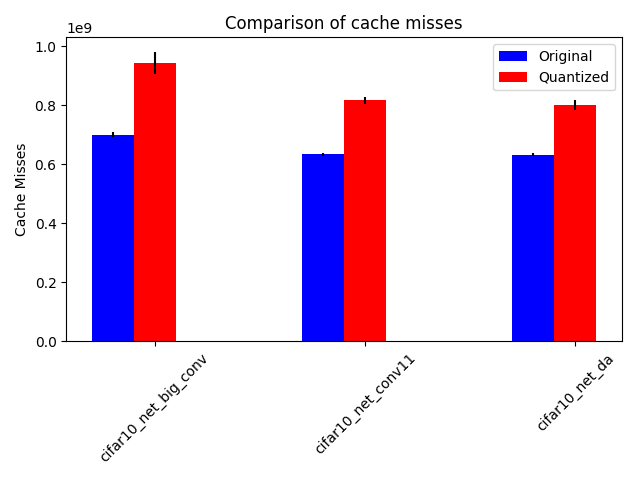 Comparison of cache misses
1e9
1.0
0.8
0.6
0.4
0.2
0.0
Cache Misses
Original
Quantized
cifar10_net_big_conv
cifar10_net_conv11
cifar10_net_da